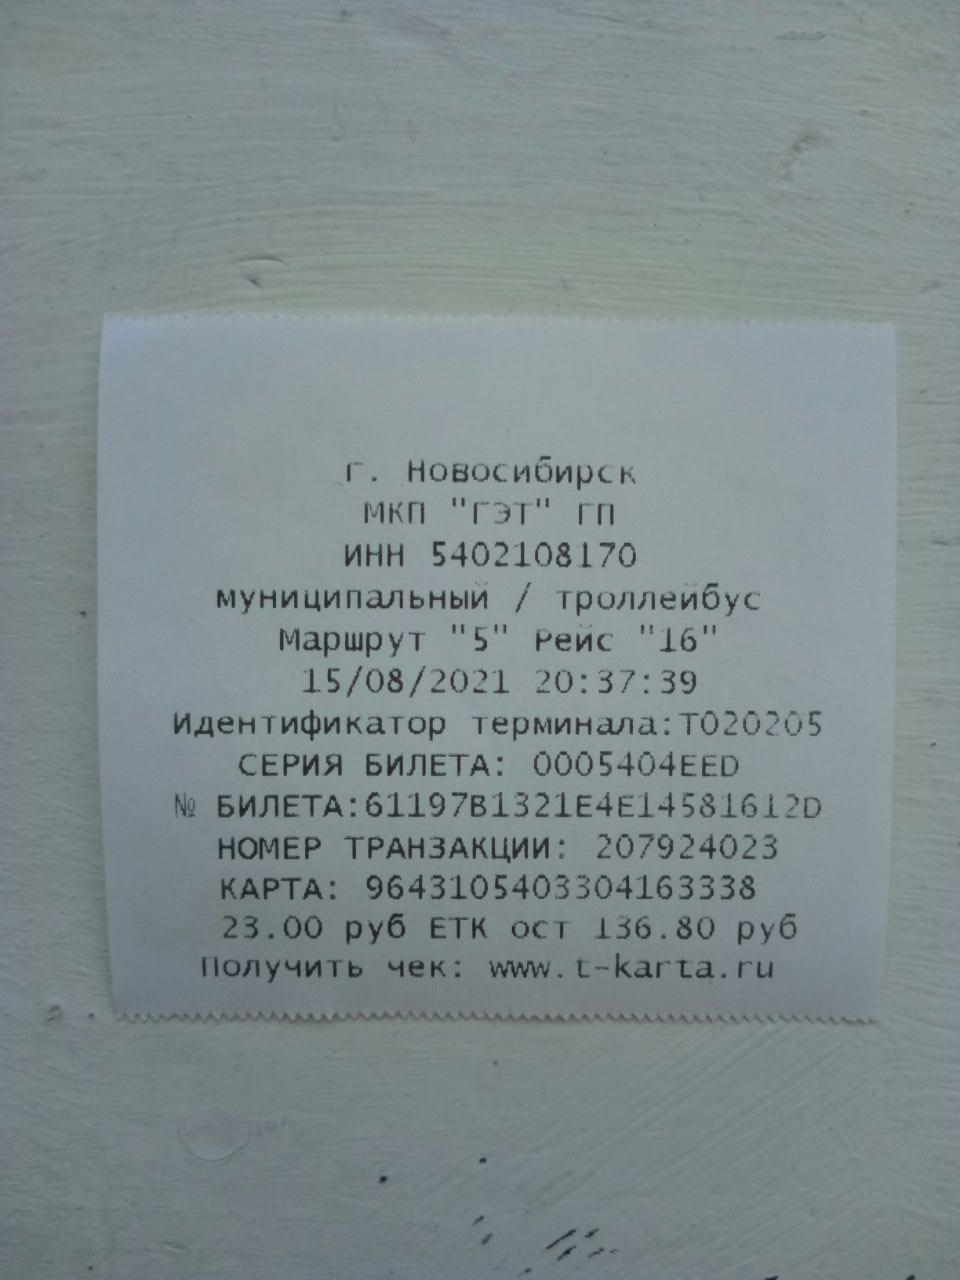 г. Новосибирск
МКП "ГЭТ" ГП
ИНН 5402108170
муниципальный / троллейбус
Маршрут "5" Рейс "16"
15/08/2021 20:37:39
Идентификатор терминала:T020205
СЕРИЯ БИЛЕТА: 0005404EED
№ БИЛЕТА:61197B1321E4E14581612D
НОМЕР ТРАНЗАКЦИИ: 207924023
КАРТА: 9643105403304163338
23.00 руб ЕТК ост 136.80 руб
Получить чек: www.t-karta.ru